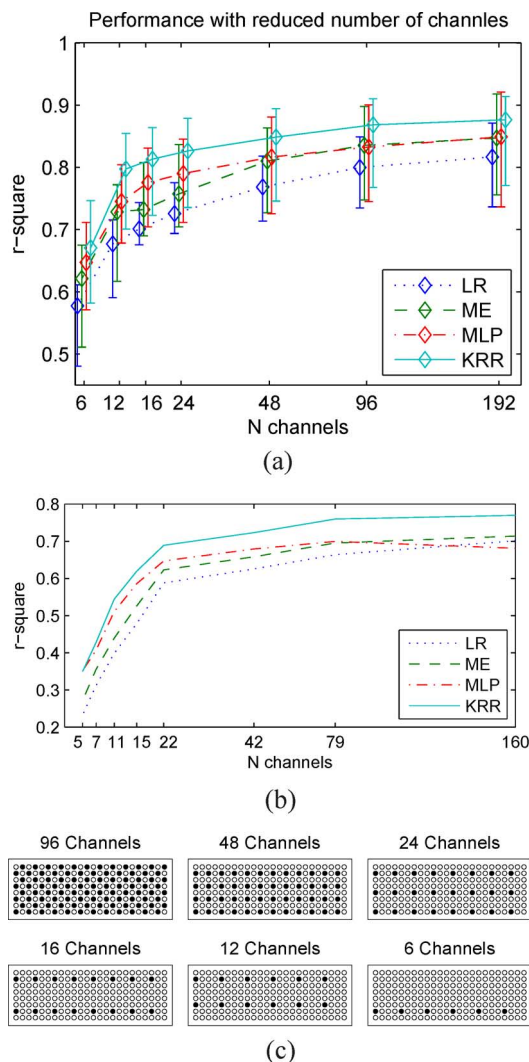 Performance with reduced number of channles
1
0.9
0.8
0.7
0.6
0.5
r-square
6 12 16 24 48 96 192
N channels
LR
ME
MLP
KRR
(a)
0.8
0.7
0.6
0.5
0.4
0.3
0.2
r-square
5 7 11 15 22 42 79 160
N channels
LR
ME
MLP
KRR
(b)
96 Channels 48 Channels 24 Channels
16 Channels 12 Channels 6 Channels
(c)